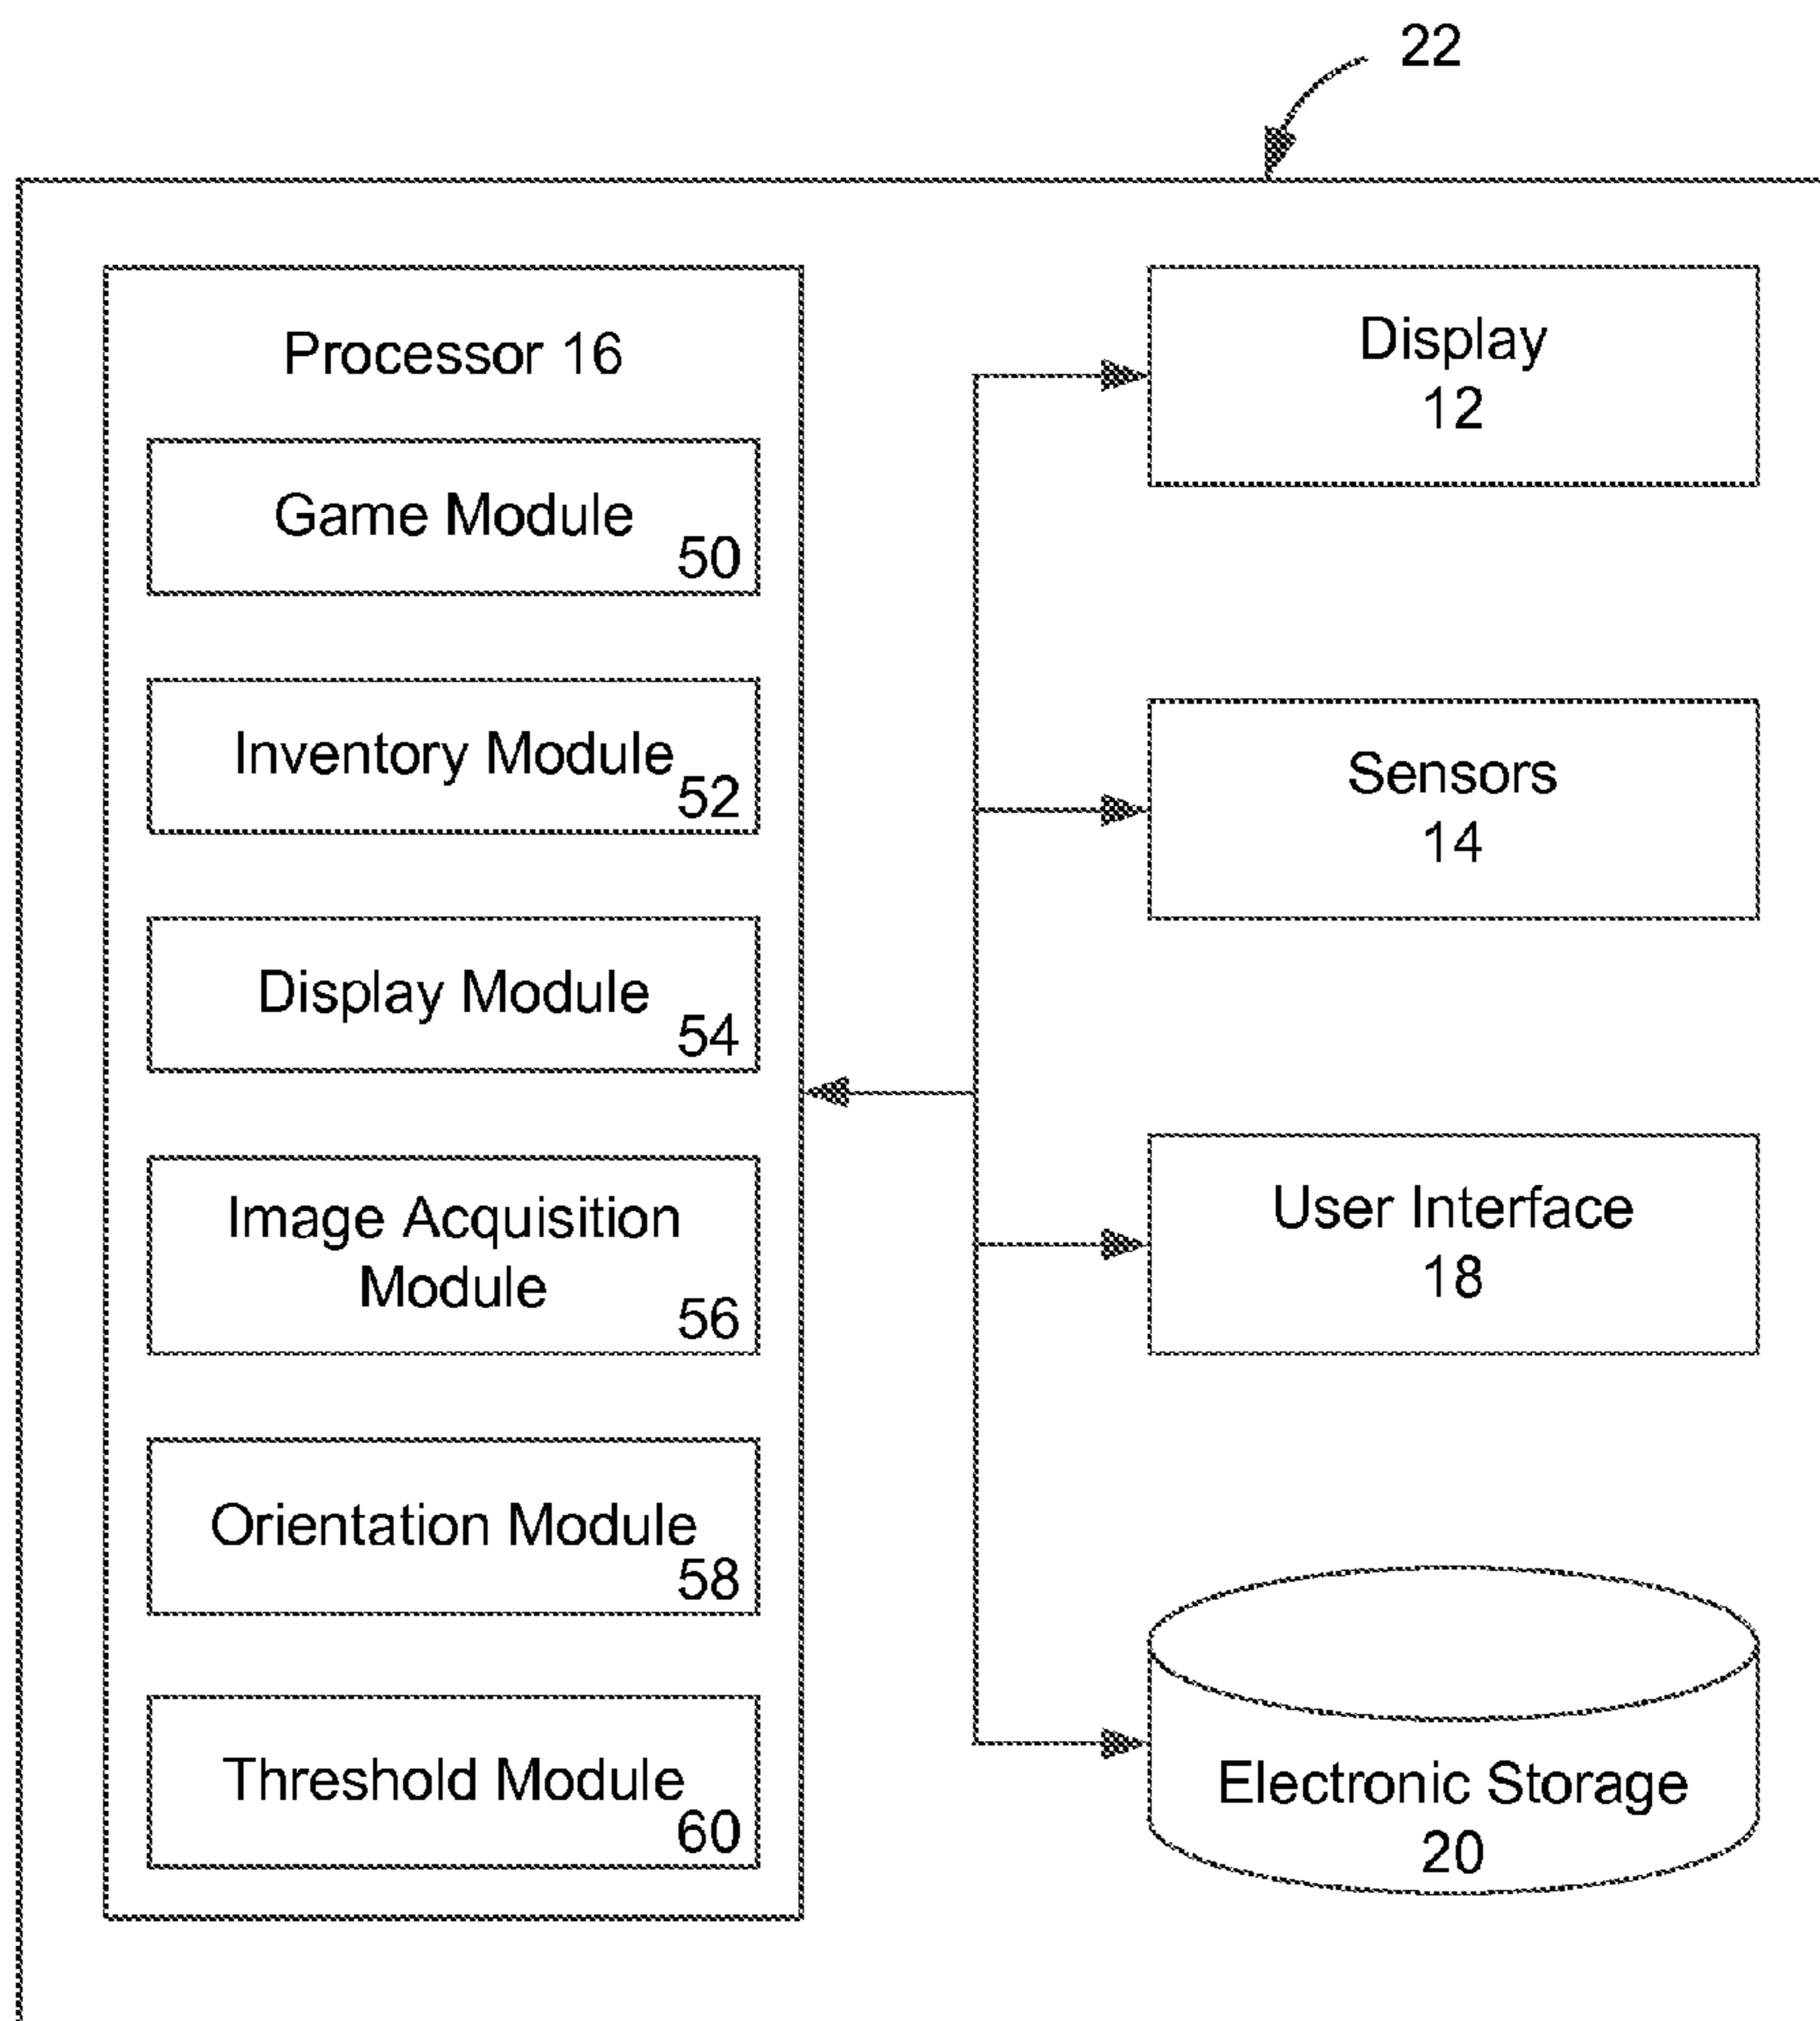 22
Processor 16
Game Module
50
Inventory Module
52
Display Module
54
Image Acquisition
Module
56
Orientation Module
58
Threshold Module
60
Display
12
Sensors
14
User Interface
18
Electronic Storage
20